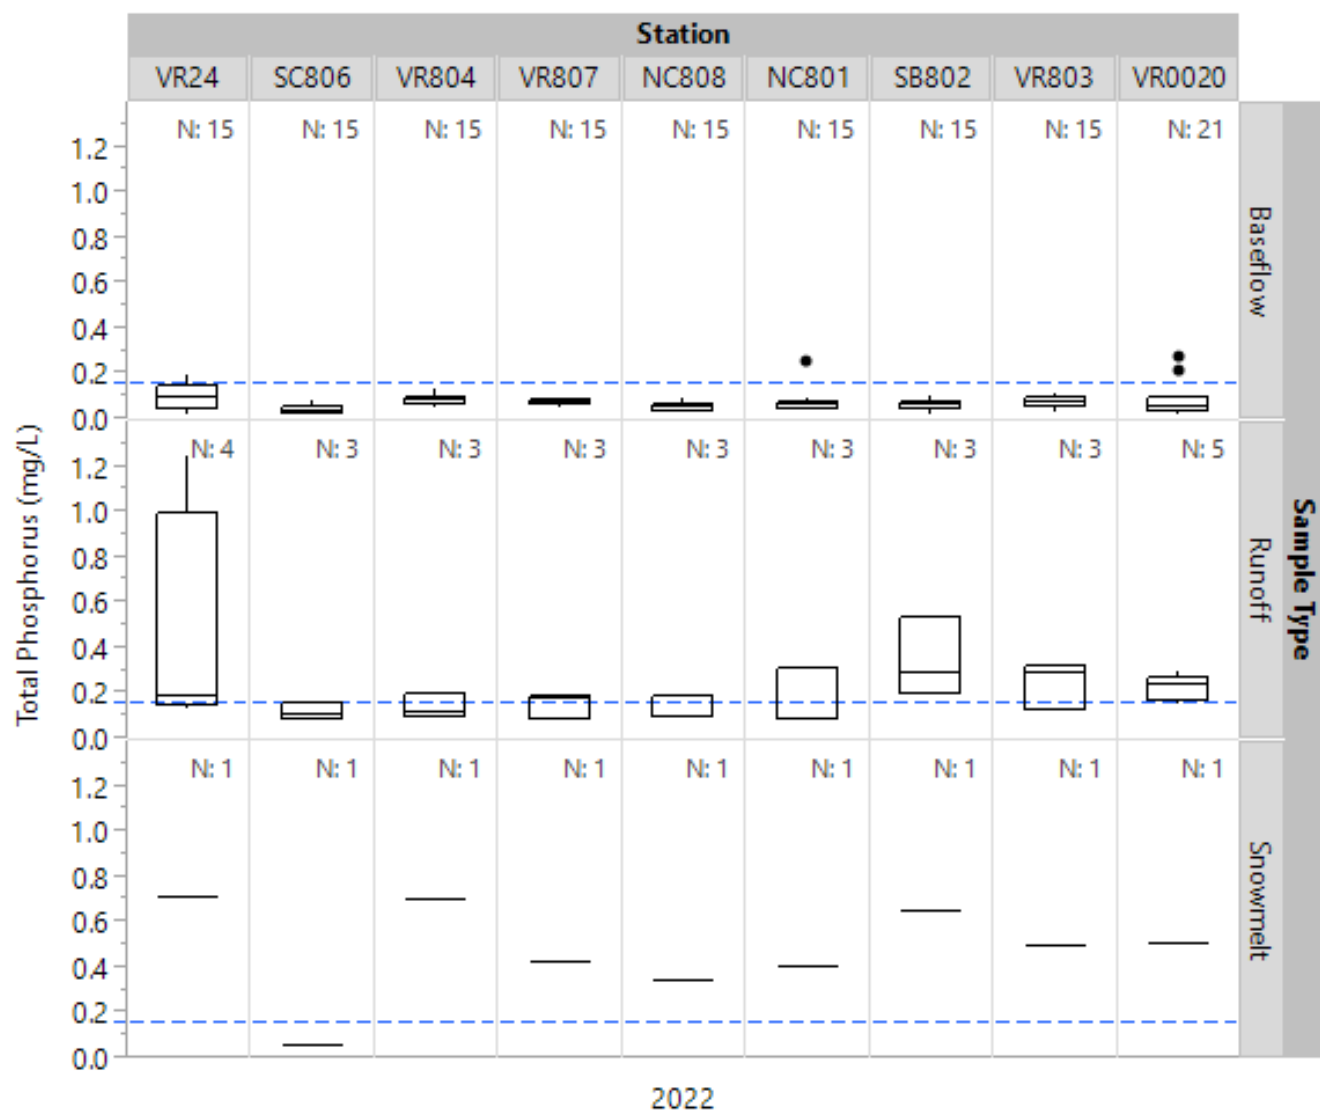 Station
VR24 SC806 VR804 VR807 NC808 NC801 SB802 VR803 VR0020
N: 15 N: 15 N: 15 N: 15 N: 15 N: 15 N: 15 N: 15 N: 21
1.2
1.0
0.8
0.6
0.4
0.2
0.0
Baseflow
N: 4 N: 3 N: 3 N: 3 N: 3 N: 3 N: 3 N: 3 N: 5
1.2
1.0
0.8
0.6
0.4
0.2
0.0
Runoff
N: 1 N: 1 N: 1 N: 1 N: 1 N: 1 N: 1 N: 1 N: 1
1.2
1.0
0.8
0.6
0.4
0.2
0.0
Snowmelt
Total Phosphorus (mg/L)
Sample Type
2022